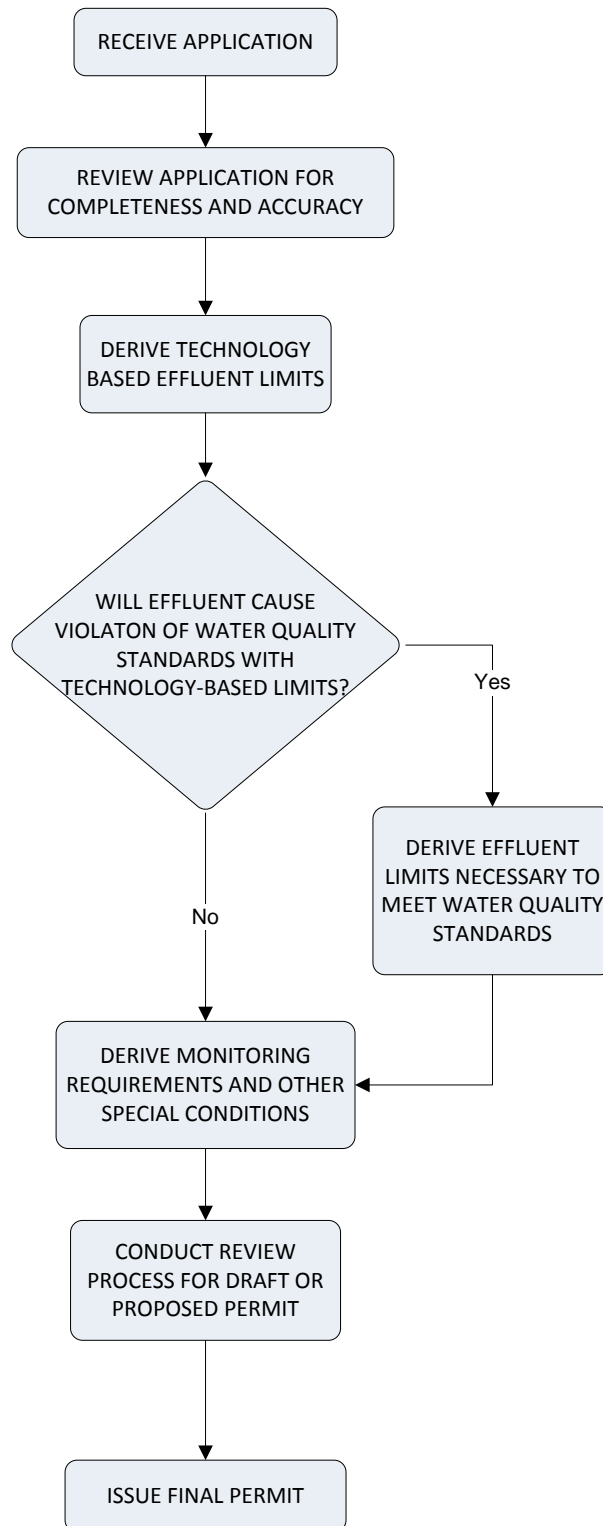 RECEIVE APPLICATION
REVIEW APPLICATION FOR
COMPLETENESS AND ACCURACY
DERIVE TECHNOLOGY
BASED EFFLUENT LIMITS
WILL EFFLUENT CAUSE
VIOLATON OF WATER QUALITY
STANDARDS WITH
TECHNOLOGY-BASED LIMITS?
Yes
DERIVE EFFLUENT
LIMITS NECESSARY TO
MEET WATER QUALITY
STANDARDS
No
DERIVE MONITORING
REQUIREMENTS AND OTHER
SPECIAL CONDITIONS
CONDUCT REVIEW
PROCESS FOR DRAFT OR
PROPOSED PERMIT
ISSUE FINAL PERMIT